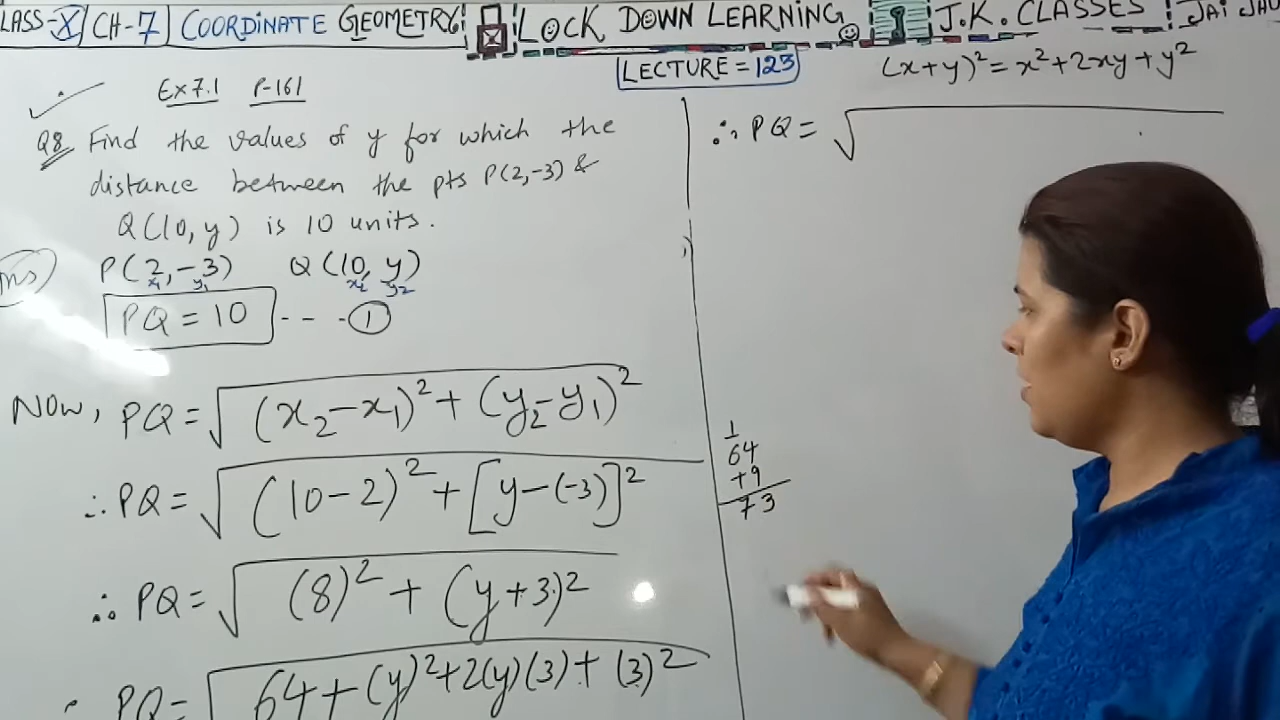 LASS-X CH-7 COORDINATE GEOMETRY LOCK DOWN LEARNING J.K. CLASSES JAI JAU
LECTURE = 123
(x+y)² = x²+2xy+y²
Ex 7.1 P-161
Q8 Find the values of y for which the
distance between the pts P(2,-3) &
Q(10,y) is 10 units.
Ans) P(2,-3) Q(10,y)
x₁ y₁ x₂ y₂
PQ = 10 --- ①
Now, PQ = √(x₂-x₁)²+(y₂-y₁)²
∴ PQ = √(10-2)²+[y-(-3)]²
∴ PQ = √(8)²+(y+3)²
PQ = √64+(y)²+2(y)(3)+(3)²
∴ PQ = √
1
64
+9
73